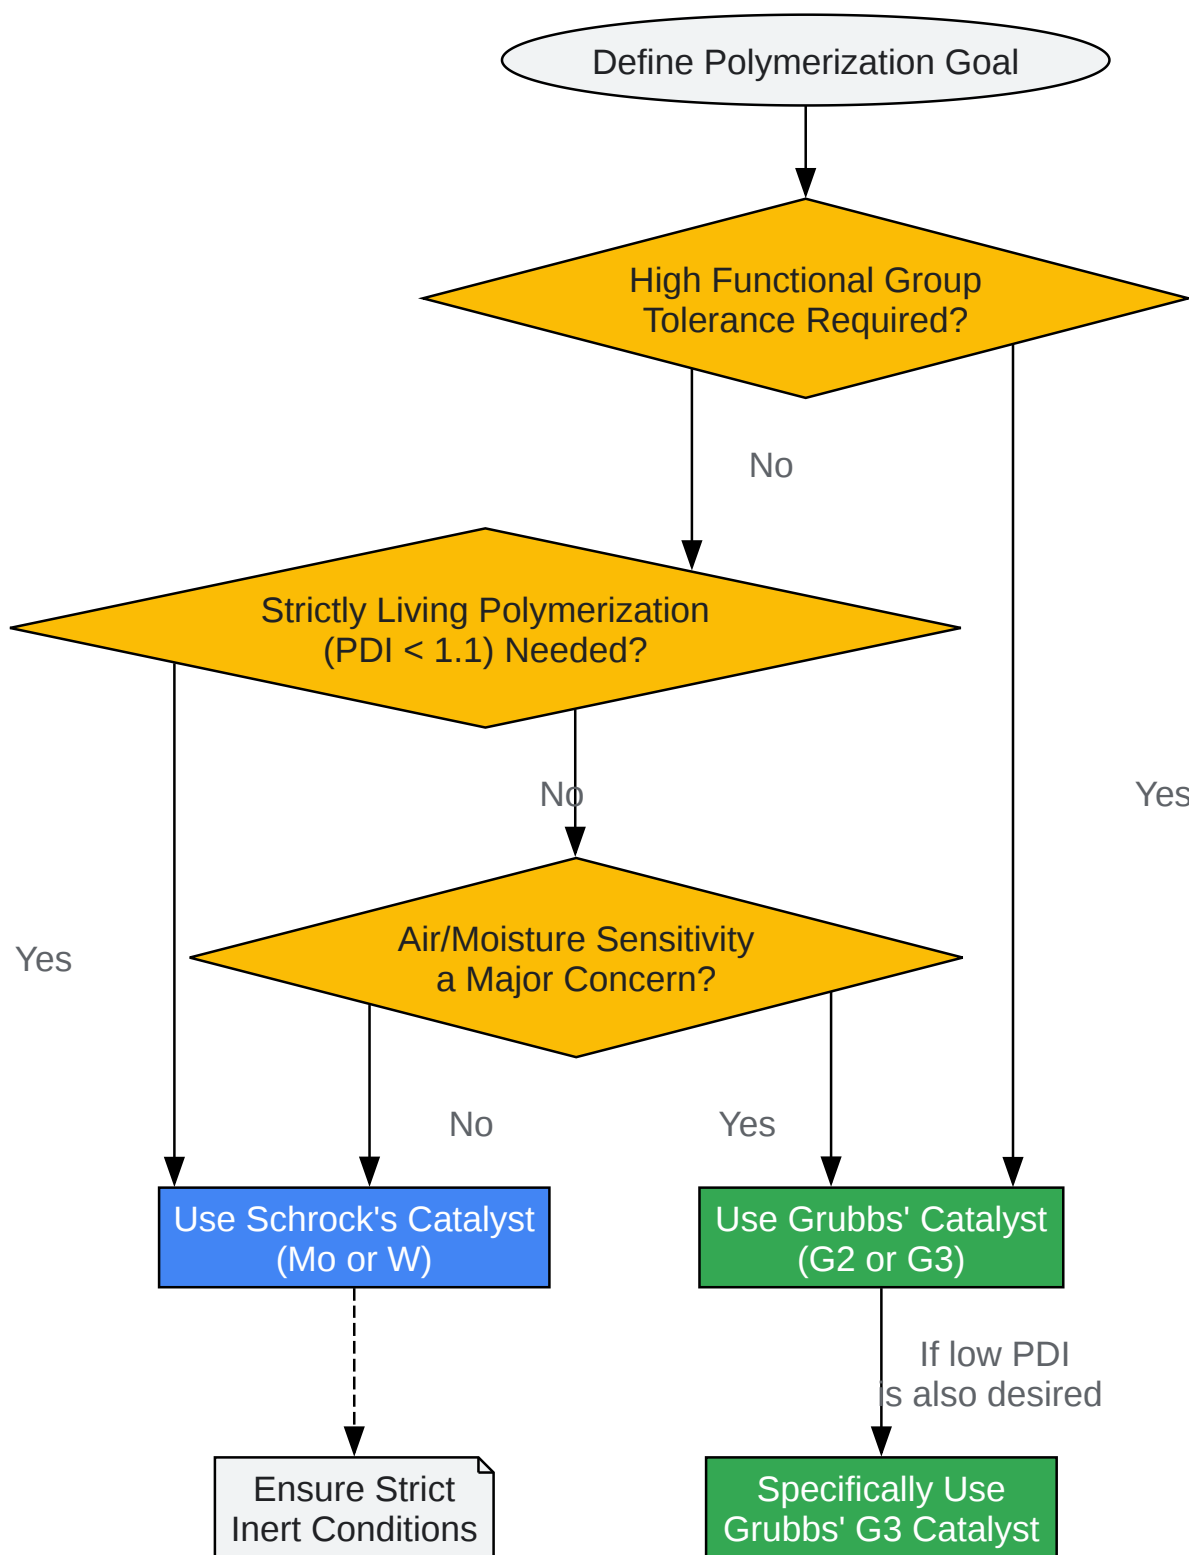 Define Polymerization Goal
High Functional Group
Tolerance Required?
No
Strictly Living Polymerization
(PDI < 1.1) Needed?
No
Yes
Air/Moisture Sensitivity
a Major Concern?
Yes
No
Yes
Use Schrock's Catalyst
(Mo or W)
Use Grubbs' Catalyst
(G2 or G3)
If low PDI
is also desired
Ensure Strict
Inert Conditions
Specifically Use
Grubbs' G3 Catalyst